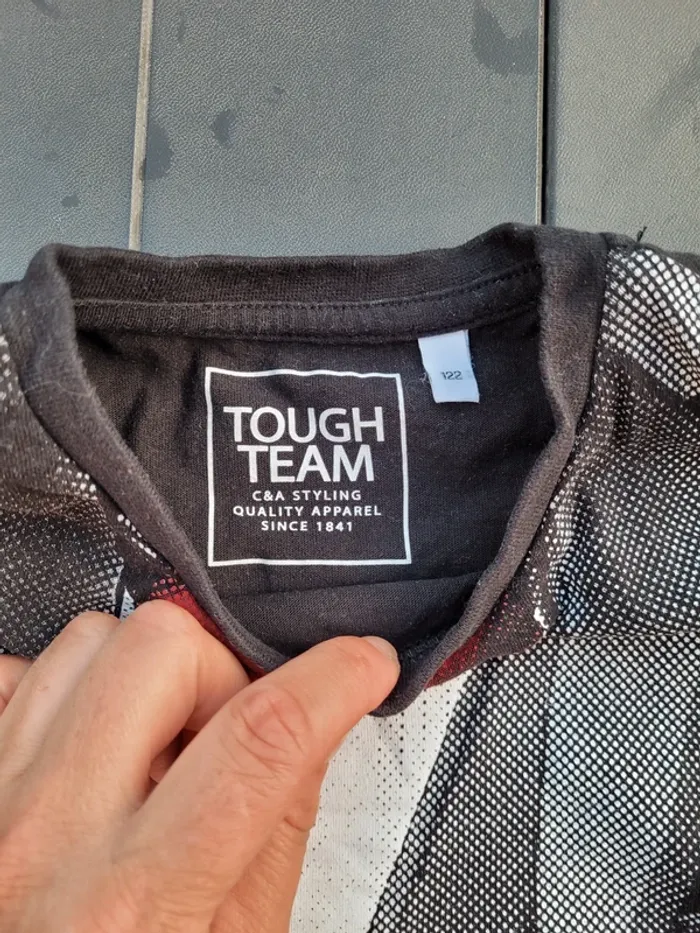 TOUGH
TEAM
C&A STYLING
QUALITY APPAREL
SINCE 1841
122